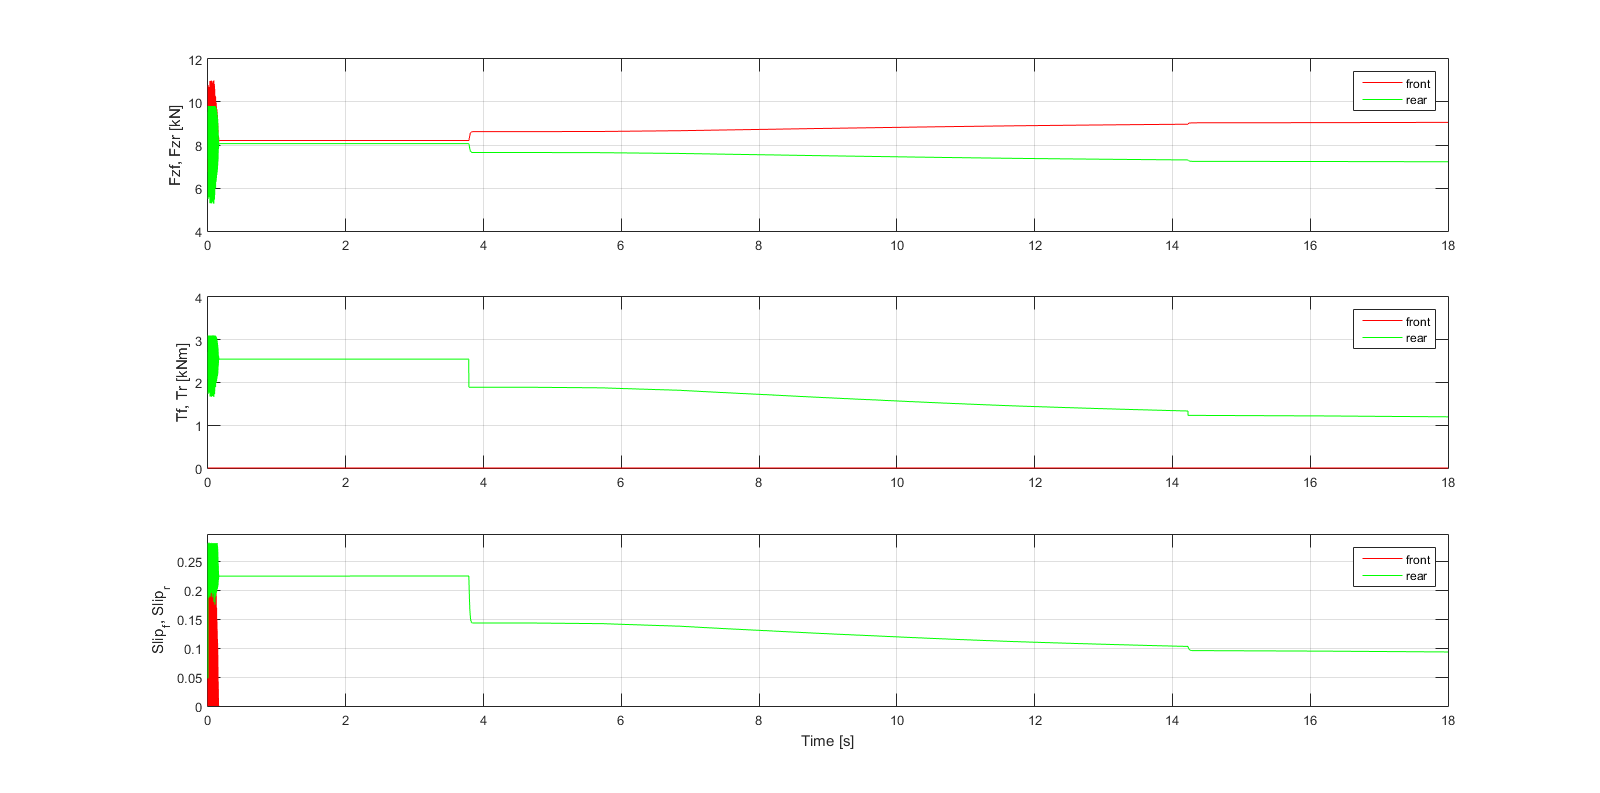 12
10
8
6
4
Fzf, Fzr [kN]
front
rear
0 2 4 6 8 10 12 14 16 18
4
3
2
1
0
Tf, Tr [kNm]
front
rear
0 2 4 6 8 10 12 14 16 18
0.25
0.2
0.15
0.1
0.05
0
Slip_f, Slip_r
front
rear
0 2 4 6 8 10 12 14 16 18
Time [s]